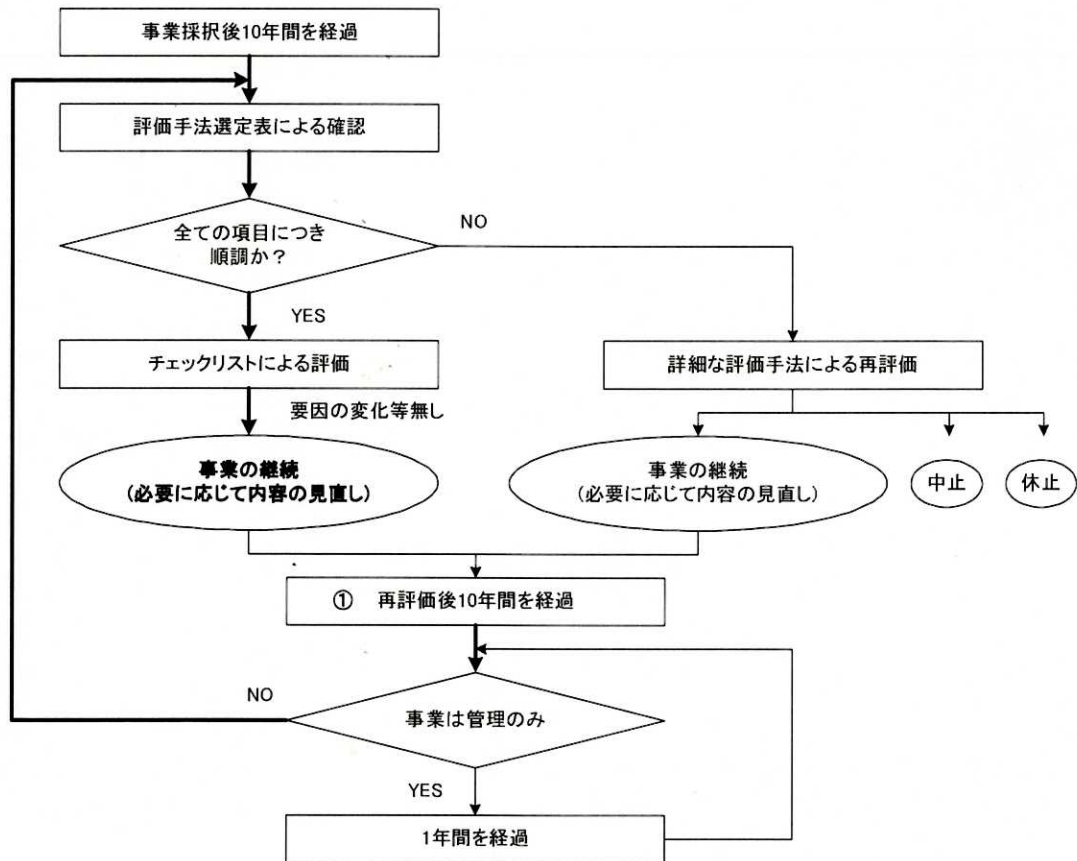 事業採択後10年間を経過
評価手法選定表による確認
全ての項目につき
順調か？
NO
YES
チェックリストによる評価
詳細な評価手法による再評価
要因の変化等無し
事業の継続
(必要に応じて内容の見直し)
事業の継続
(必要に応じて内容の見直し)
中止
休止
① 再評価後10年間を経過
NO
事業は管理のみ
YES
1年間を経過